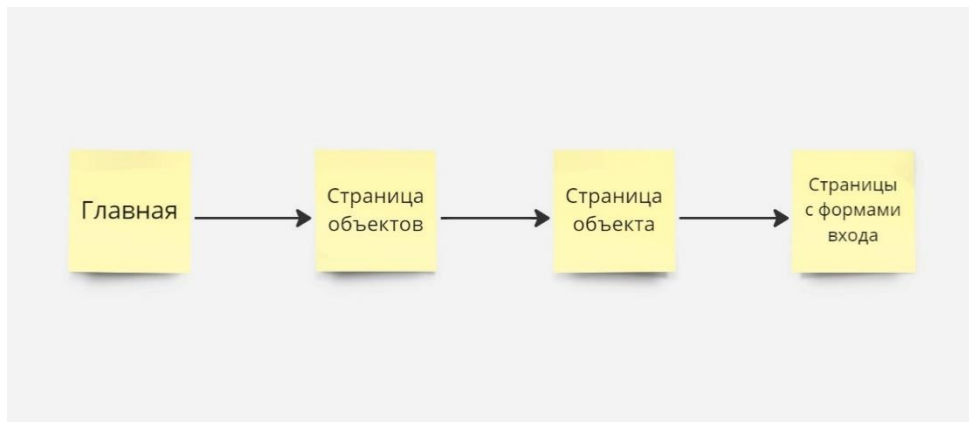 Главная
Страница
объектов
Страница
объекта
Страницы
с формами
входа